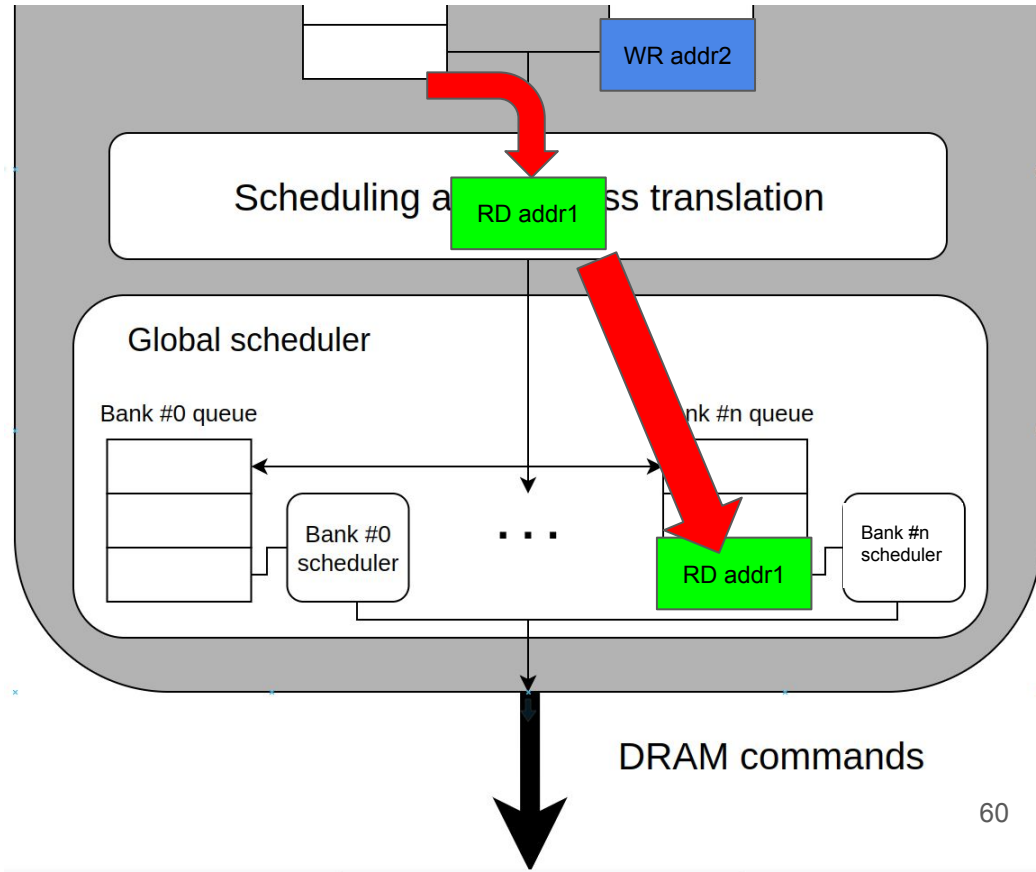 WR addr2
Scheduling a
ss translation
RD addr1
Global scheduler
Bank #0 queue
nk #n queue
Bank #0
scheduler
. . .
Bank #n
scheduler
RD addr1
DRAM commands
60